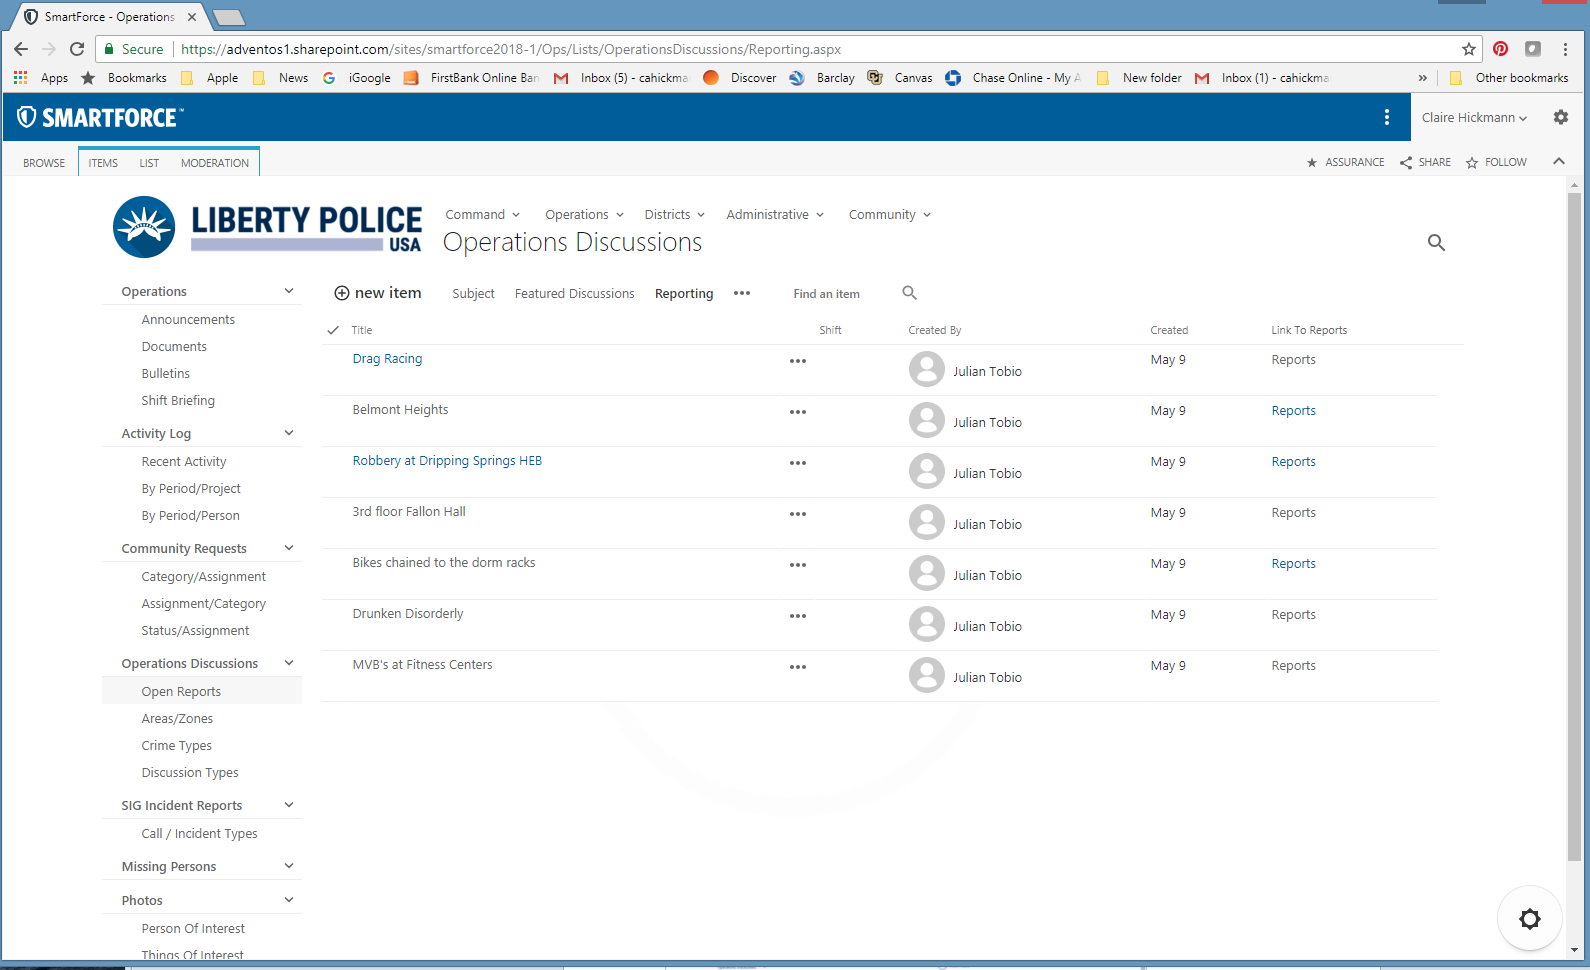 SmartForce - Operations
Secure https://adventos1.sharepoint.com/sites/smartforce2018-1/Ops/Lists/OperationsDiscussions/Reporting.aspx
Apps Bookmarks Apple News iGoogle FirstBank Online Ban Inbox (5) - cahickma Discover Barclay Canvas Chase Online - My A New folder Inbox (1) - cahickma » Other bookmarks
SMARTFORCE™ Claire Hickmann
BROWSE ITEMS LIST MODERATION ASSURANCE SHARE FOLLOW
LIBERTY POLICE
USA
Command Operations Districts Administrative Community
Operations Discussions
Operations
Announcements
Documents
Bulletins
Shift Briefing
Activity Log
Recent Activity
By Period/Project
By Period/Person
Community Requests
Category/Assignment
Assignment/Category
Status/Assignment
Operations Discussions
Open Reports
Areas/Zones
Crime Types
Discussion Types
SIG Incident Reports
Call / Incident Types
Missing Persons
Photos
Person Of Interest
Things Of Interest
new item Subject Featured Discussions Reporting ••• Find an item
Title Shift Created By Created Link To Reports
Drag Racing ••• Julian Tobio May 9 Reports
Belmont Heights ••• Julian Tobio May 9 Reports
Robbery at Dripping Springs HEB ••• Julian Tobio May 9 Reports
3rd floor Fallon Hall ••• Julian Tobio May 9 Reports
Bikes chained to the dorm racks ••• Julian Tobio May 9 Reports
Drunken Disorderly ••• Julian Tobio May 9 Reports
MVB's at Fitness Centers ••• Julian Tobio May 9 Reports